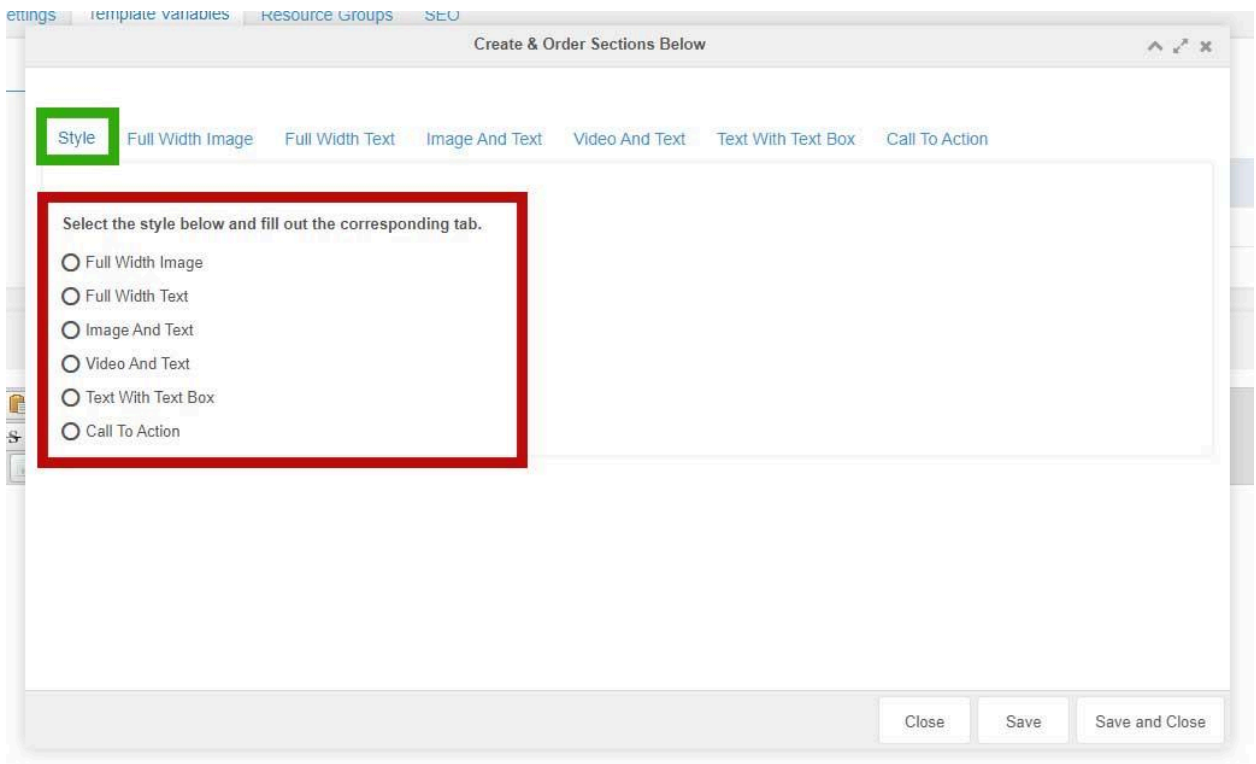 ettings Template Variables Resource Groups SEO
Create & Order Sections Below
Style Full Width Image Full Width Text Image And Text Video And Text Text With Text Box Call To Action
Select the style below and fill out the corresponding tab.
Full Width Image
Full Width Text
Image And Text
Video And Text
Text With Text Box
Call To Action
S
Close Save Save and Close